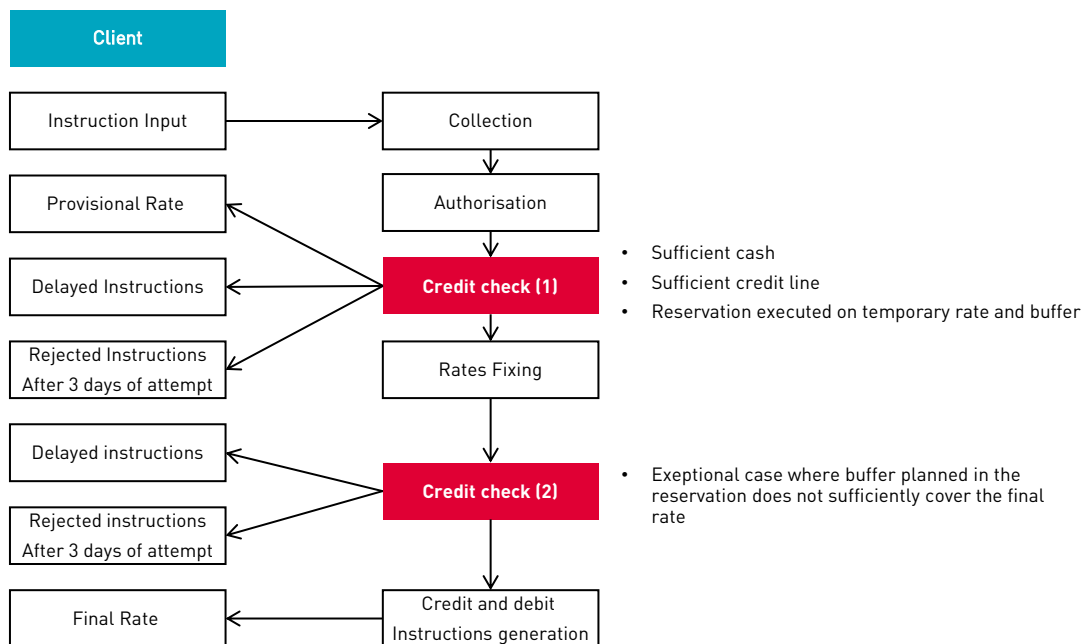 Client
Instruction Input
Collection
Provisional Rate
Authorisation
Delayed Instructions
Credit check (1)
• Sufficient cash
• Sufficient credit line
• Reservation executed on temporary rate and buffer
Rejected Instructions
After 3 days of attempt
Rates Fixing
Delayed instructions
Credit check (2)
• Exeptional case where buffer planned in the
reservation does not sufficiently cover the final
rate
Rejected instructions
After 3 days of attempt
Final Rate
Credit and debit
Instructions generation